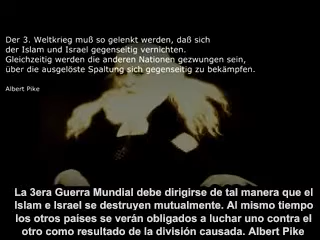 Der 3. Weltkrieg muß so gelenkt werden, daß sich
der Islam und Israel gegenseitig vernichten.
Gleichzeitig werden die anderen Nationen gezwungen sein,
über die ausgelöste Spaltung sich gegenseitig zu bekämpfen.
Albert Pike
La 3era Guerra Mundial debe dirigirse de tal manera que el
Islam e Israel se destruyen mutualmente. Al mismo tiempo
los otros países se verán obligados a luchar uno contra el
otro como resultado de la división causada. Albert Pike